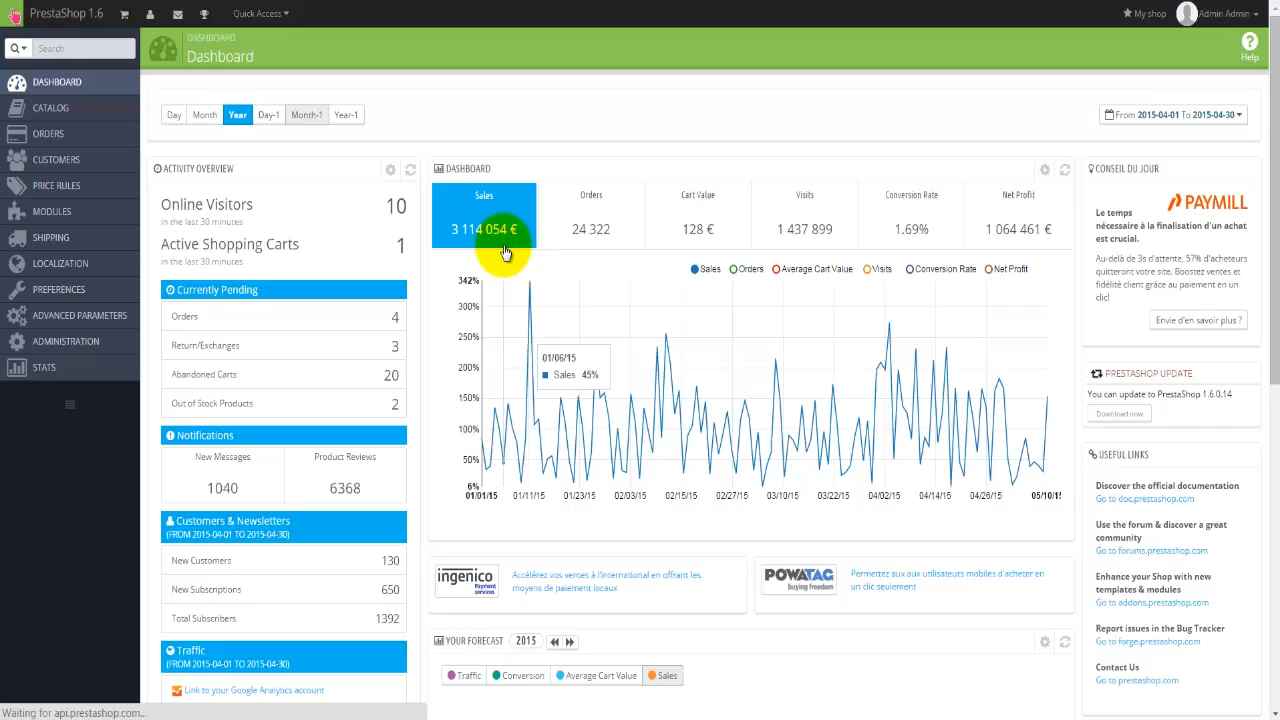 PrestaShop 1.6
Quick Access
My shop
Admin Admin
Search
DASHBOARD
Dashboard
Help
DASHBOARD
CATALOG
ORDERS
CUSTOMERS
PRICE RULES
MODULES
SHIPPING
LOCALIZATION
PREFERENCES
ADVANCED PARAMETERS
ADMINISTRATION
STATS
Day Month Year Day-1 Month-1 Year-1
From 2015-04-01 To 2015-04-30
ACTIVITY OVERVIEW
Online Visitors 10
in the last 30 minutes
Active Shopping Carts 1
in the last 30 minutes
Currently Pending
Orders 4
Return/Exchanges 3
Abandoned Carts 20
Out of Stock Products 2
Notifications
New Messages Product Reviews
1040 6368
Customers & Newsletters
(FROM 2015-04-01 TO 2015-04-30)
New Customers 130
New Subscriptions 650
Total Subscribers 1392
Traffic
(FROM 2015-04-01 TO 2015-04-30)
Link to your Google Analytics account
Waiting for api.prestashop.com...
DASHBOARD
Sales Orders Cart Value Visits Conversion Rate Net Profit
3 114 054 € 24 322 128 € 1 437 899 1.69% 1 064 461 €
Sales Orders Average Cart Value Visits Conversion Rate Net Profit
342%
300%
250%
200%
150%
100%
50%
6%
01/06/15
Sales 45%
01/01/15 01/11/15 01/23/15 02/03/15 02/15/15 02/27/15 03/10/15 03/22/15 04/02/15 04/14/15 04/26/15 05/10/15
ingenico
Payment
services
Accélérez vos ventes à l'international en offrant les
moyens de paiement locaux
POWATAG
buying freedom
Permettez aux aux utilisateurs mobiles d'acheter en
un clic seulement
YOUR FORECAST 2015
Traffic Conversion Average Cart Value Sales
CONSEIL DU JOUR
PAYMILL
Le temps
nécessaire à la finalisation d'un achat
est crucial.
Au-delà de 3s d'attente, 57% d'acheteurs
quitteront votre site. Boostez ventes et
fidélité client grâce au paiement en un
clic!
Envie d'en savoir plus ?
PRESTASHOP UPDATE
You can update to PrestaShop 1.6.0.14
Download now
USEFUL LINKS
Discover the official documentation
Go to doc.prestashop.com
Use the forum & discover a great
community
Go to forums.prestashop.com
Enhance your Shop with new
templates & modules
Go to addons.prestashop.com
Report issues in the Bug Tracker
Go to forge.prestashop.com
Contact Us
Go to prestashop.com